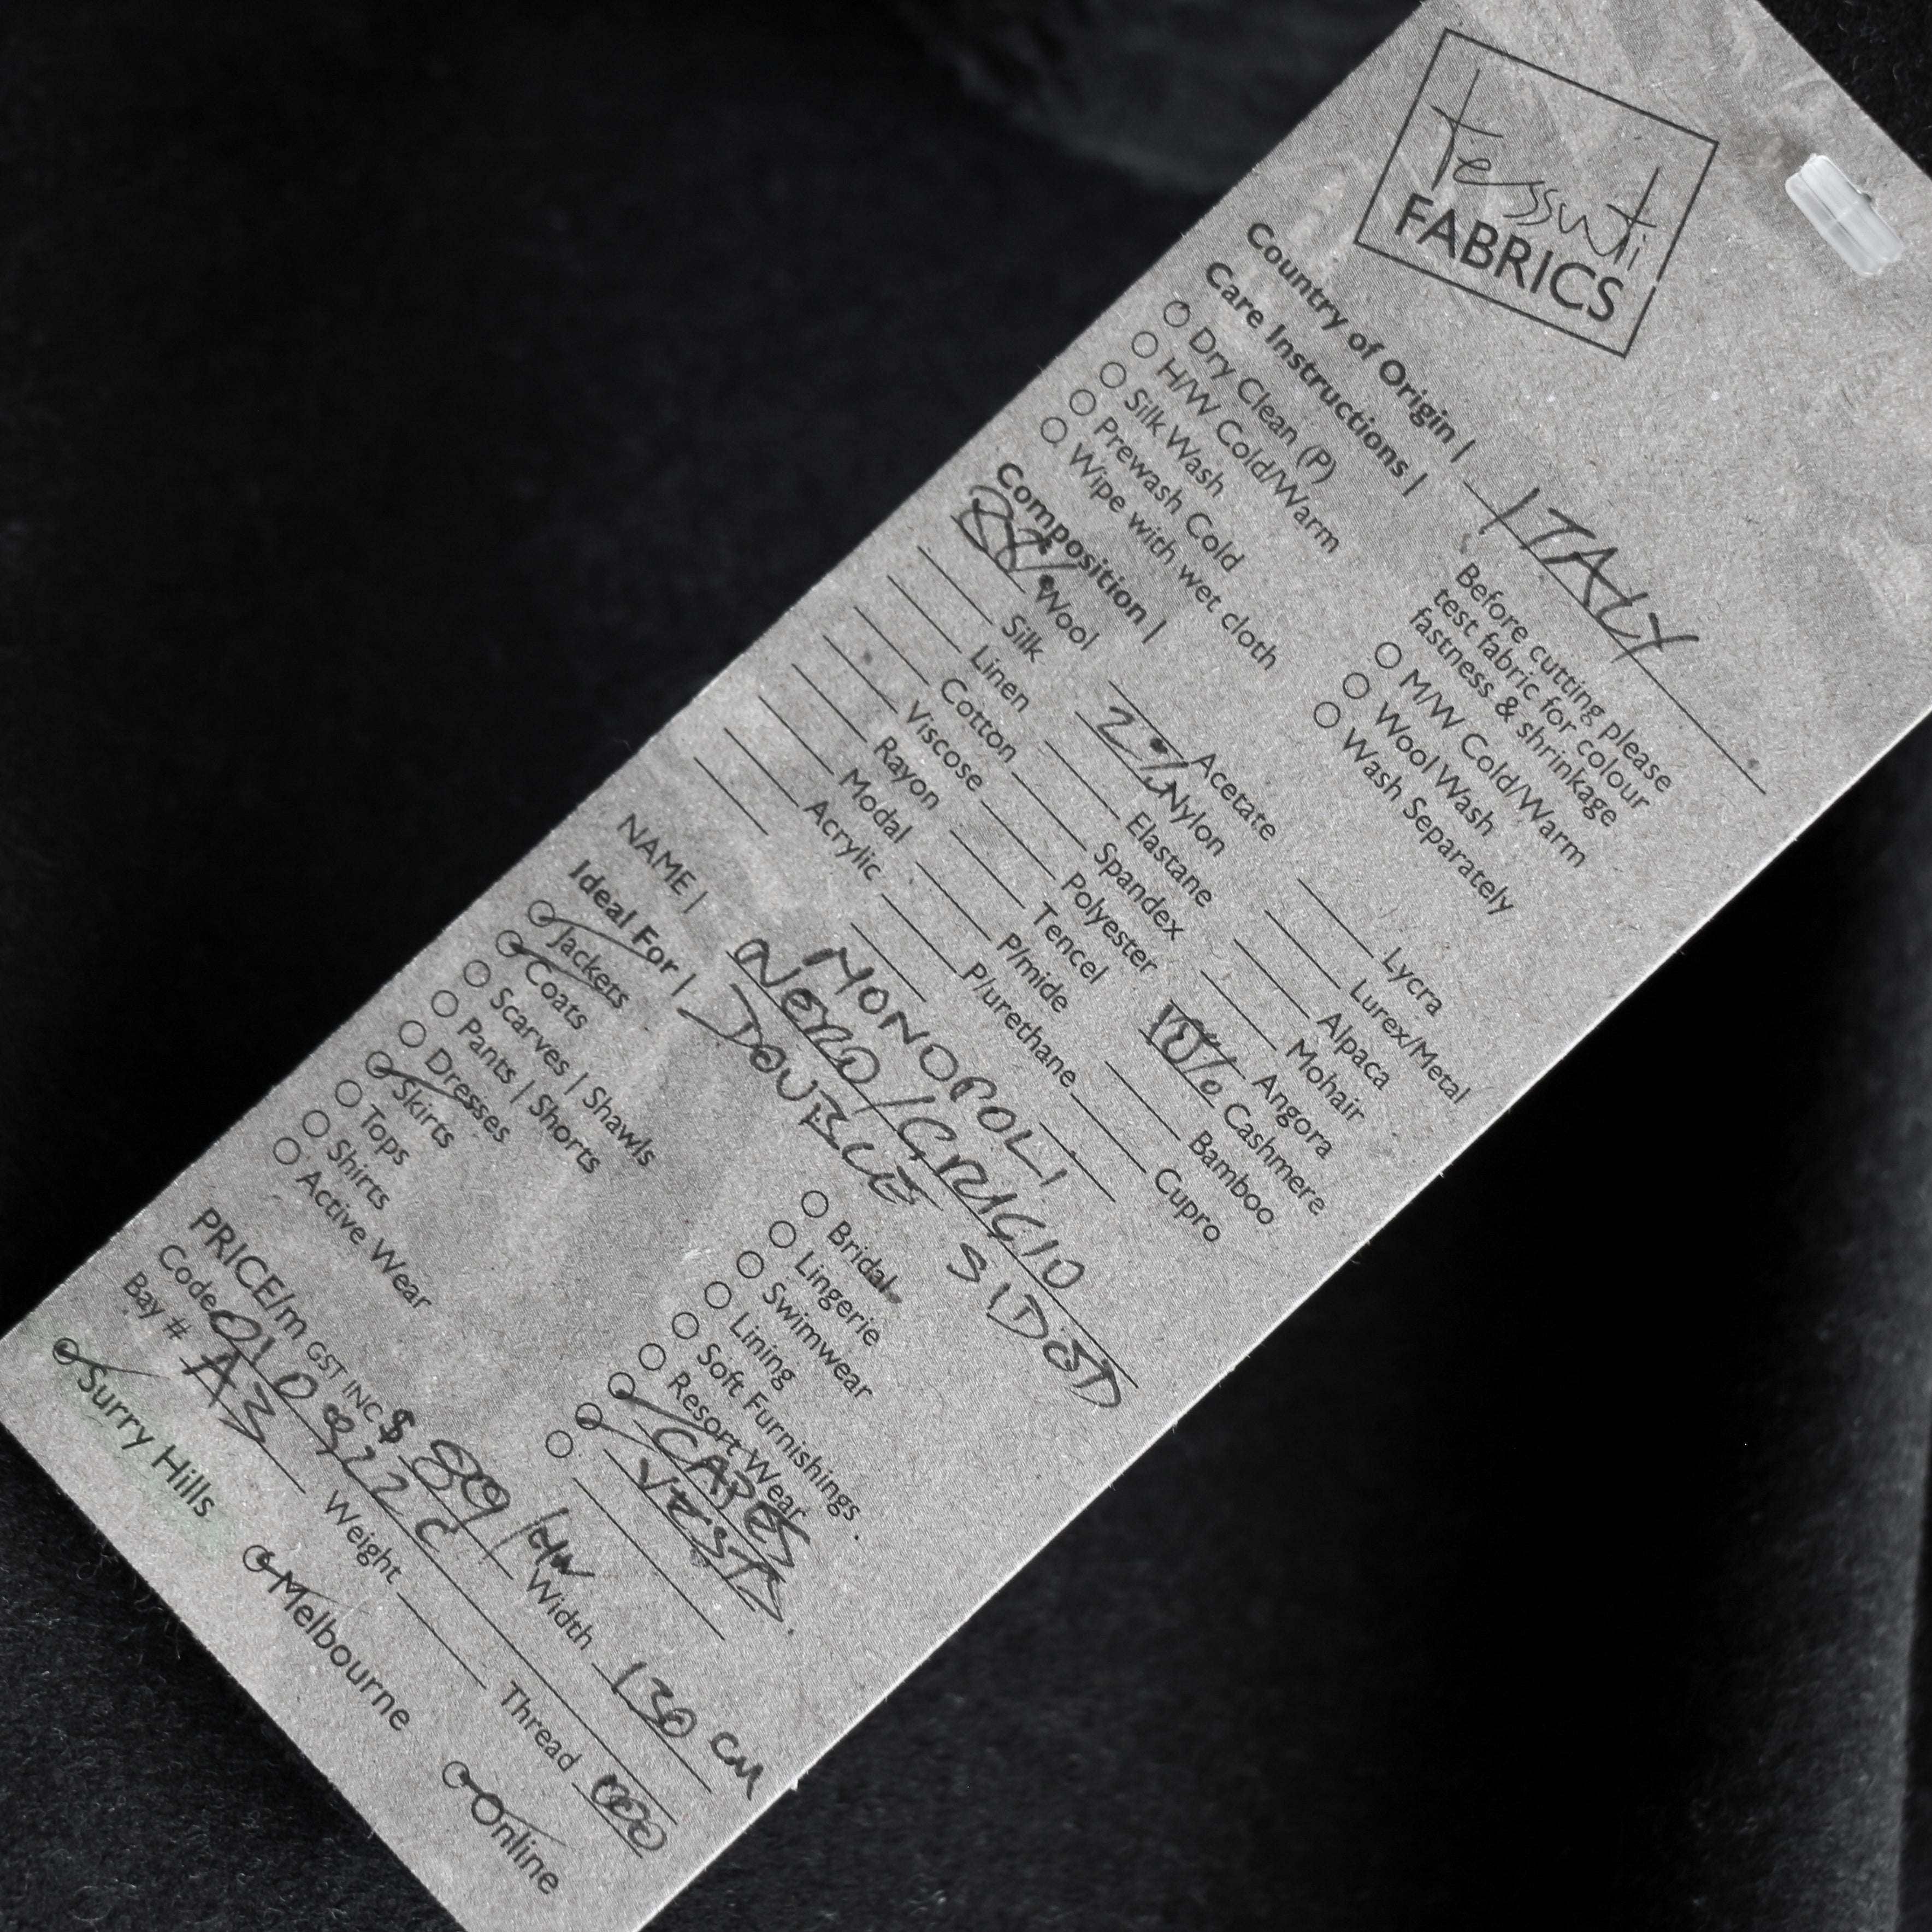 tessuti
FABRICS
Country of Origin | ITALY
Care Instructions |
Before cutting please
test fabric for colour
fastness & shrinkage
Dry Clean (P)
H/W Cold/Warm
M/W Cold/Warm
Silk Wash
Wool Wash
Prewash Cold
Wash Separately
Wipe with wet cloth
Composition |
88% Wool
Acetate
Lycra
Silk
2% Nylon
Lurex/Metal
Linen
Elastane
Alpaca
Cotton
Spandex
Mohair
Viscose
Polyester
Angora
Rayon
Tencel
10% Cashmere
Modal
P/mide
Bamboo
Acrylic
P/urethane
Cupro
MONOPOLI
NAME | NERO/GRIGIO
DOUBLE SIDED
Ideal For |
Jackets
Bridal
Coats
Lingerie
Scarves | Shawls
Swimwear
Pants | Shorts
Lining
Dresses
Soft Furnishings
Skirts
Resort Wear
Tops
CAPES
Shirts
VESTS
Active Wear
PRICE/m GST INC. $ 89 /m Width 130 cm
Code Thread 000
Bay # A3 Weight
Surry Hills Melbourne Online